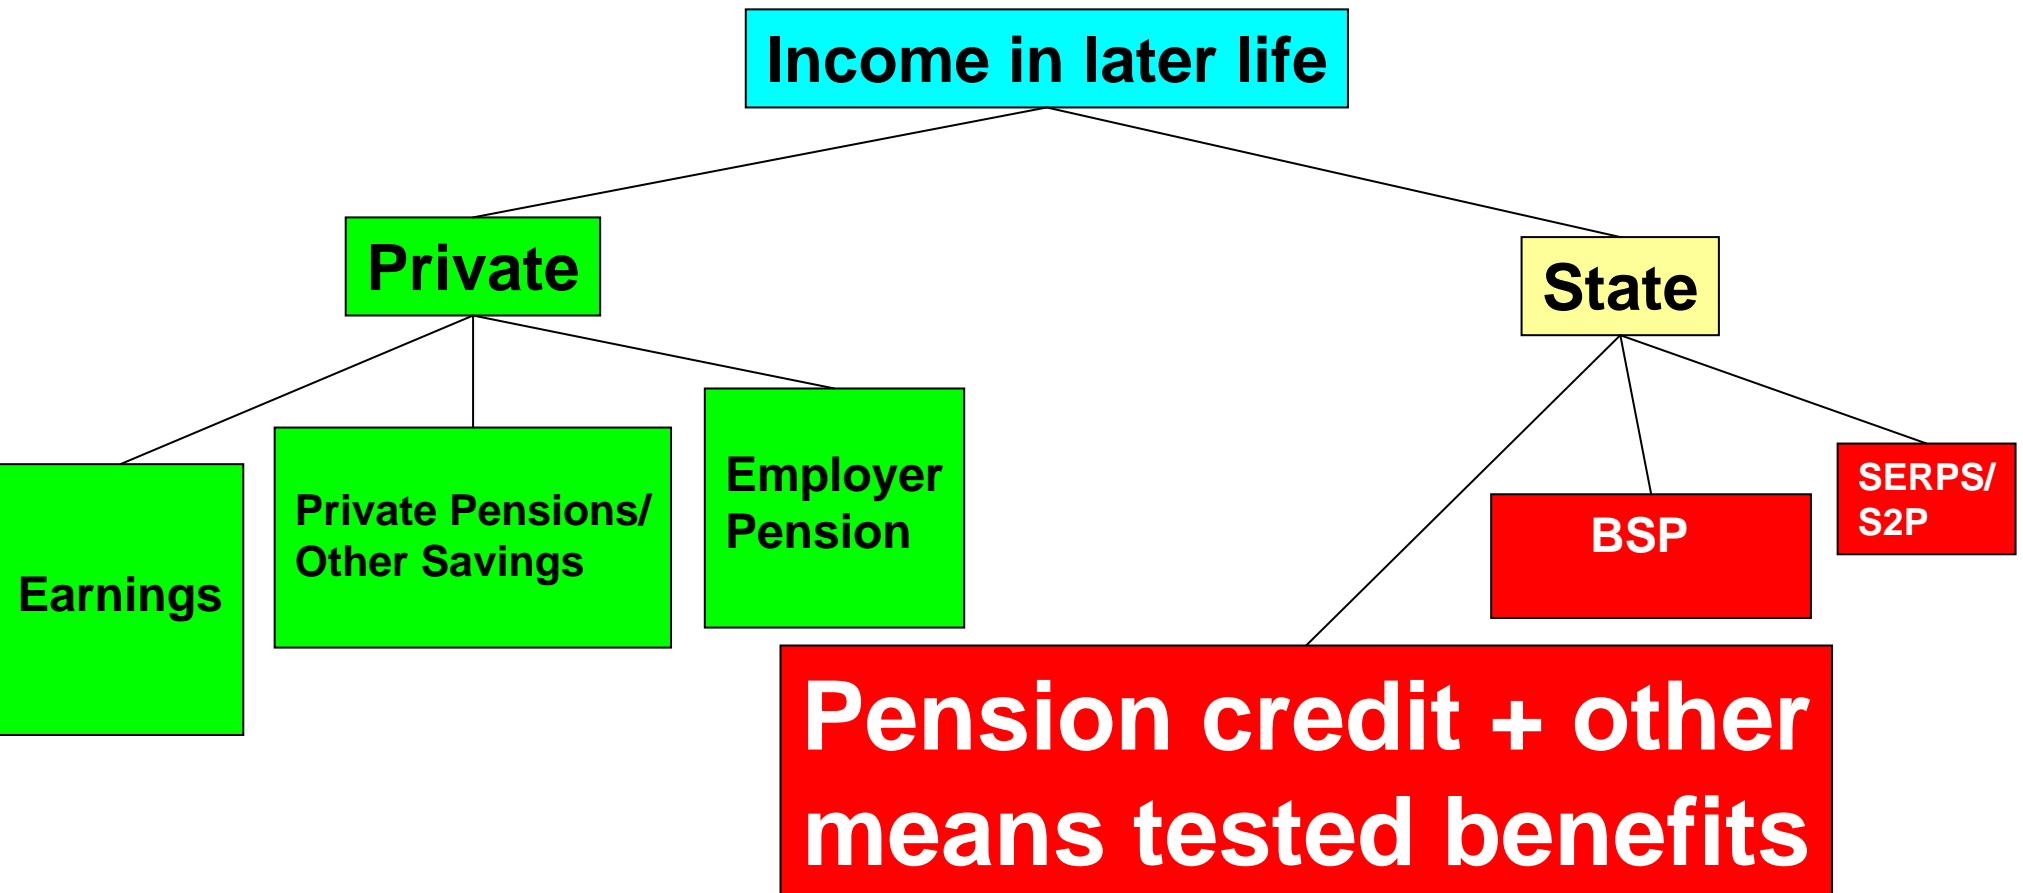 Income in later life
Private
State
Earnings
Private Pensions/
Other Savings
Employer
Pension
BSP
SERPS/
S2P
Pension credit + other
means tested benefits